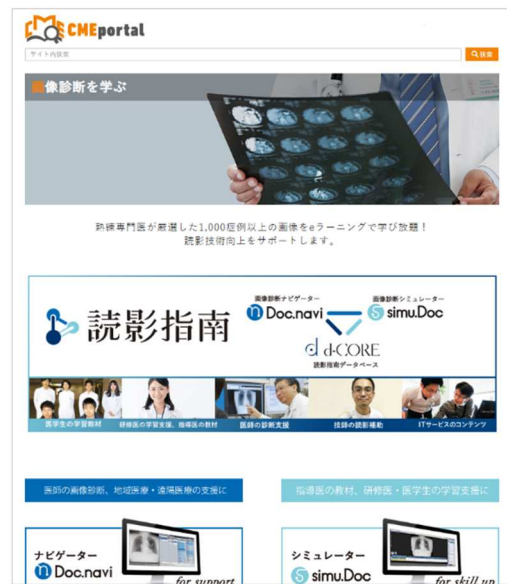 CMEportal
サイト内検索
検索
画像診断を学ぶ
熟練専門医が厳選した1,000症例以上の画像をeラーニングで学び放題！
読影技術向上をサポートします。
読影指南
画像診断ナビゲーター
Doc.navi
画像診断シミュレーター
simu.Doc
d-CORE
読影指南データベース
医学生の学習教材
研修医の学習支援、指導医の教材
医師の診断支援
技師の読影補助
ITサービスのコンテンツ
医師の画像診断、地域医療・遠隔医療の支援に
指導医の教材、研修医・医学生の学習支援に
ナビゲーター
Doc.navi
for support
シミュレーター
simu.Doc
for skill up